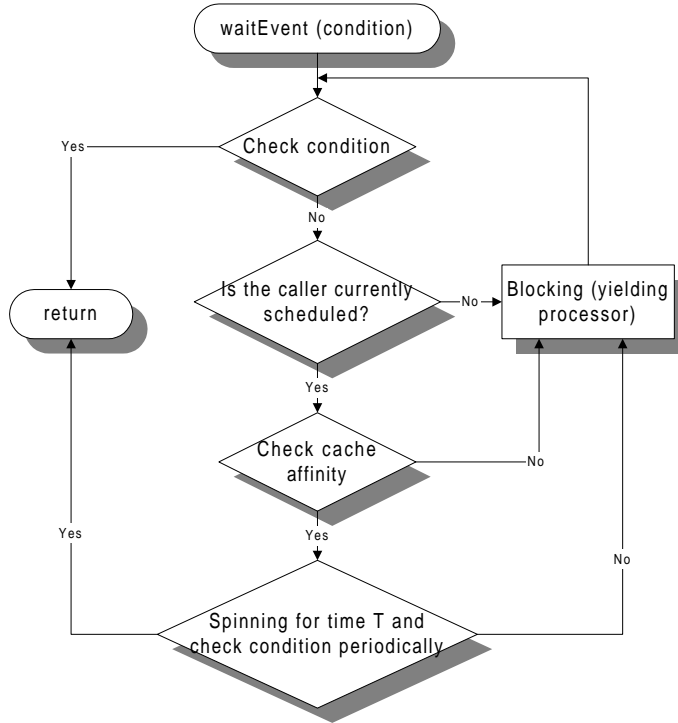 waitEvent (condition)
Check condition
Yes
No
Is the caller currently
scheduled?
No
Blocking (yielding
processor)
return
Yes
Check cache
affinity
No
Yes
Yes
No
Spinning for time T and
check condition periodically